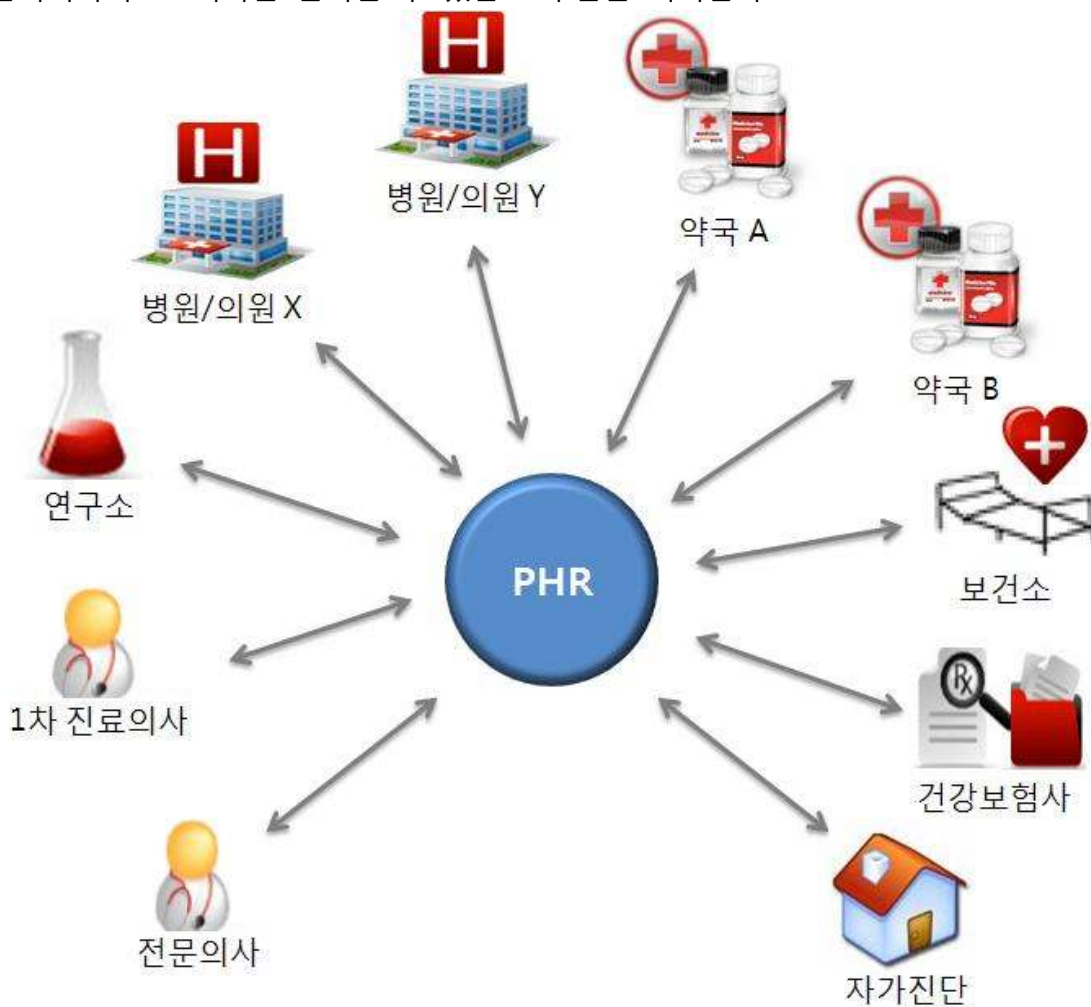 H
병원/의원 Y
H
병원/의원 X
약국 A
약국 B
연구소
보건소
PHR
1차 진료의사
Rx
건강보험사
전문의사
자가진단